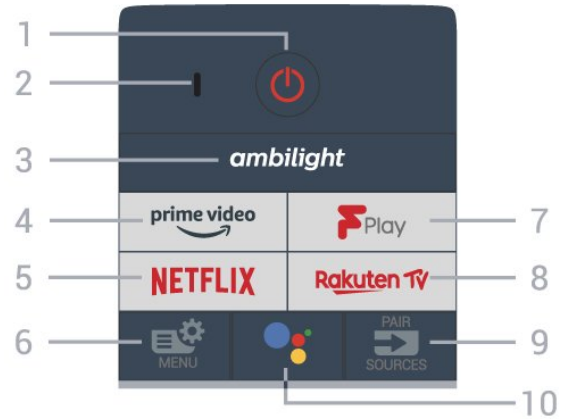 1
2
3
ambilight
4
prime video
FPlay
7
5
NETFLIX
Rakuten TV
8
6
MENU
PAIR
SOURCES
9
10